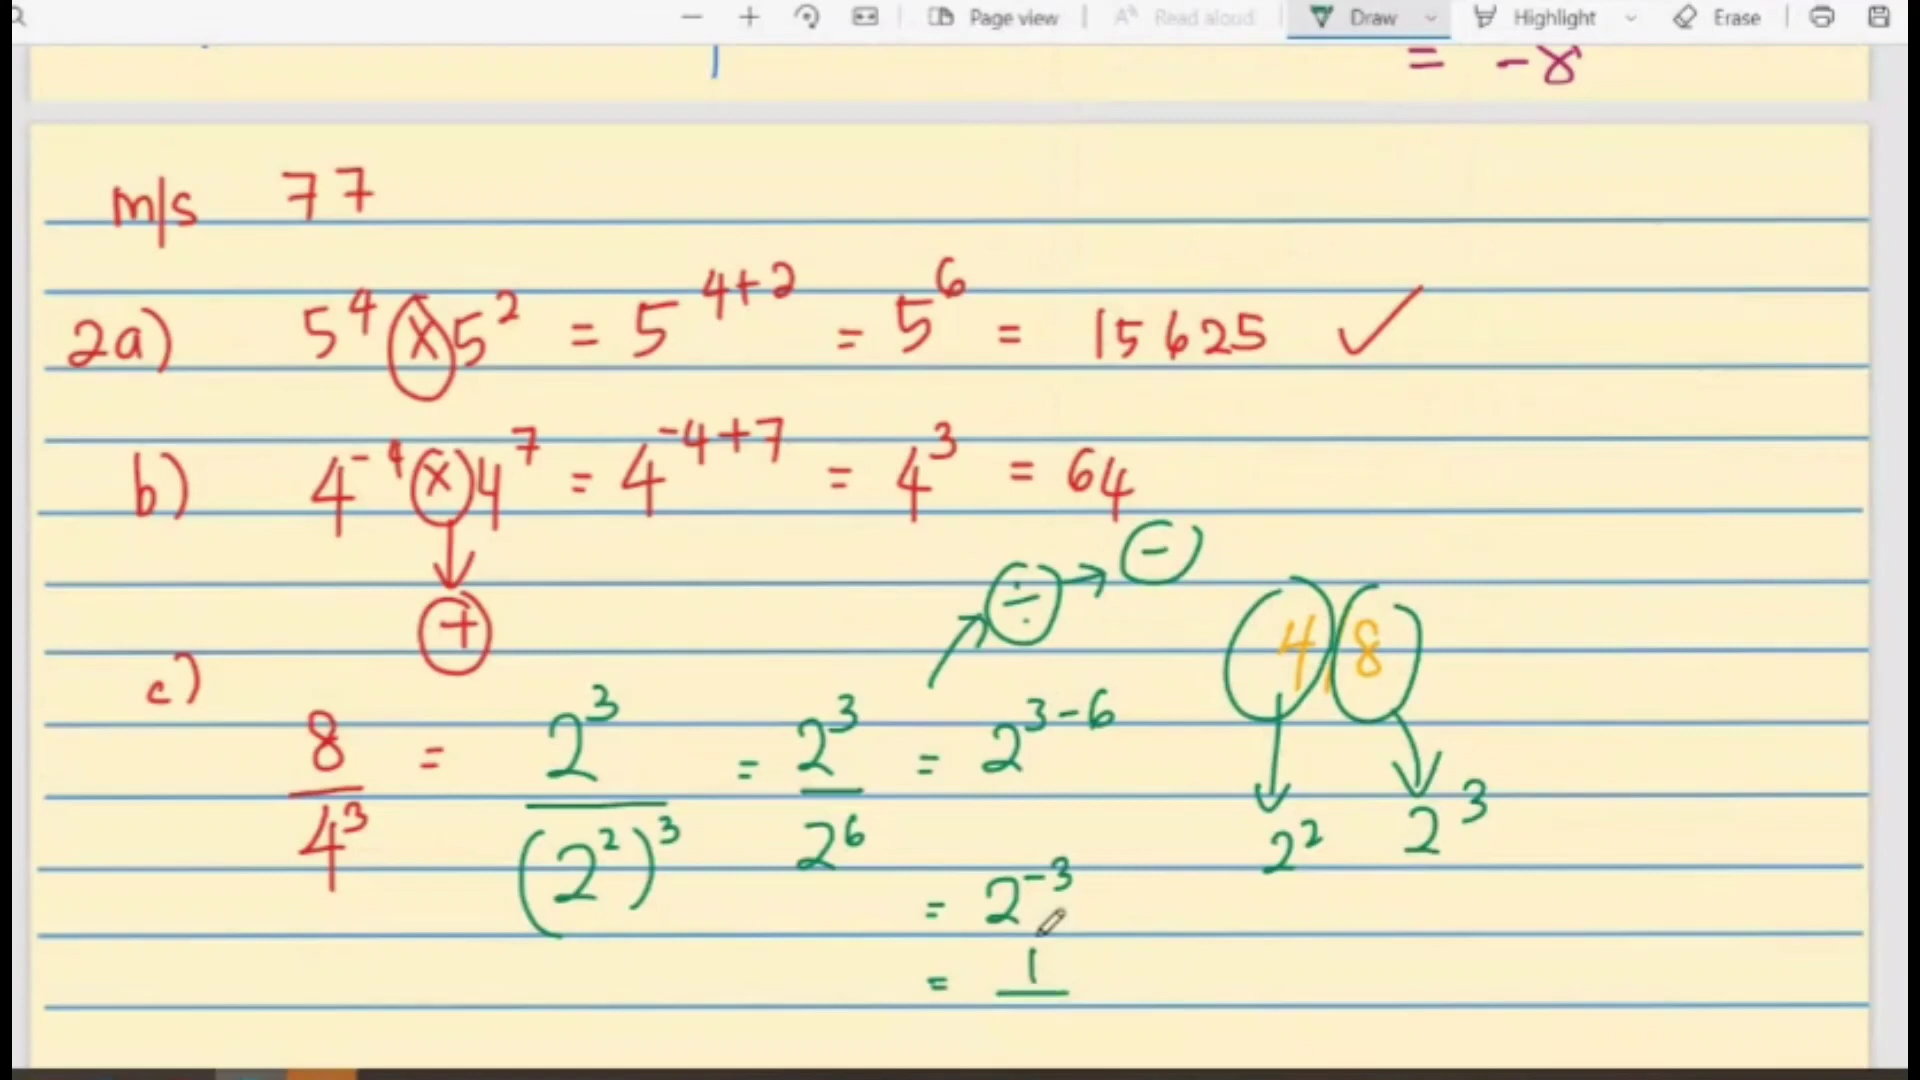 Page view Read aloud Draw Highlight Erase
= -8
m/s 77
2a) 5⁴ × 5² = 5⁴⁺² = 5⁶ = 15625 ✓
b) 4⁻⁴ × 4⁷ = 4⁻⁴⁺⁷ = 4³ = 64
÷ → -
+
4, 8
c) 8/4³ = 2³/(2²)³ = 2³/2⁶ = 2³⁻⁶
2² 2³
= 2⁻³
= 1